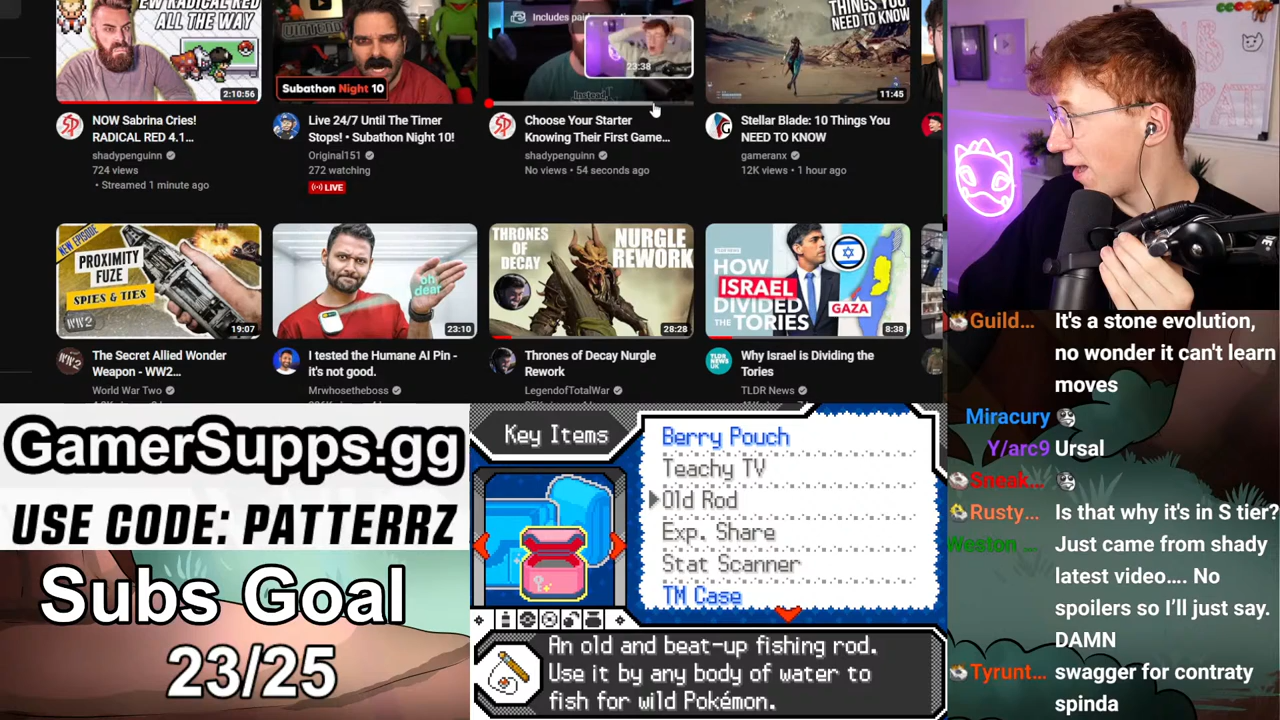 NEW RADICAL RED
ALL THE WAY
2:10:56
NOW Sabrina Cries!
RADICAL RED 4.1...
shadypenguinn
724 views
• Streamed 1 minute ago
Subathon Night 10
Live 24/7 Until The Timer
Stops! • Subathon Night 10!
Original151
272 watching
LIVE
Includes paid
23:38
Instead,
Choose Your Starter
Knowing Their First Game...
shadypenguinn
No views • 54 seconds ago
THINGS YOU
NEED TO KNOW
11:45
Stellar Blade: 10 Things You
NEED TO KNOW
gameranx
12K views • 1 hour ago
NEW EPISODE
PROXIMITY
FUZE
SPIES & TIES
WW2
19:07
The Secret Allied Wonder
Weapon - WW2...
World War Two
oh
dear
23:10
I tested the Humane AI Pin -
it's not good.
Mrwhosetheboss
THRONES
OF
DECAY
NURGLE
REWORK
28:28
Thrones of Decay Nurgle
Rework
LegendofTotalWar
HOW
ISRAEL
DIVIDED
THE TORIES
GAZA
8:38
TLDR
NEWS
UK
Why Israel is Dividing the
Tories
TLDR News
GamerSupps.gg
USE CODE: PATTERRZ
Subs Goal
23/25
Key Items
Berry Pouch
Teachy TV
Old Rod
Exp. Share
Stat Scanner
TM Case
An old and beat-up fishing rod.
Use it by any body of water to
fish for wild Pokémon.
Guild... It's a stone evolution,
no wonder it can't learn
moves
Miracury
Y/arc9 Ursal
Sneak...
Rusty... Is that why it's in S tier?
Weston ... Just came from shady
latest video.... No
spoilers so I'll just say.
DAMN
Tyrunt... swagger for contraty
spinda